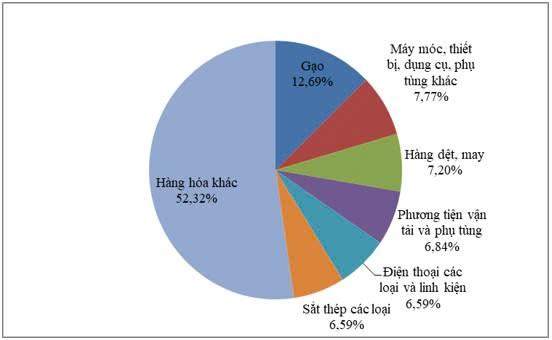 Gạo
12,69%
Máy móc, thiết
bị, dụng cụ, phụ
tùng khác
7,77%
Hàng dệt, may
7,20%
Phương tiện vận
tải và phụ tùng
6,84%
Điện thoại các
loại và linh kiện
6,59%
Sắt thép các loại
6,59%
Hàng hóa khác
52,32%